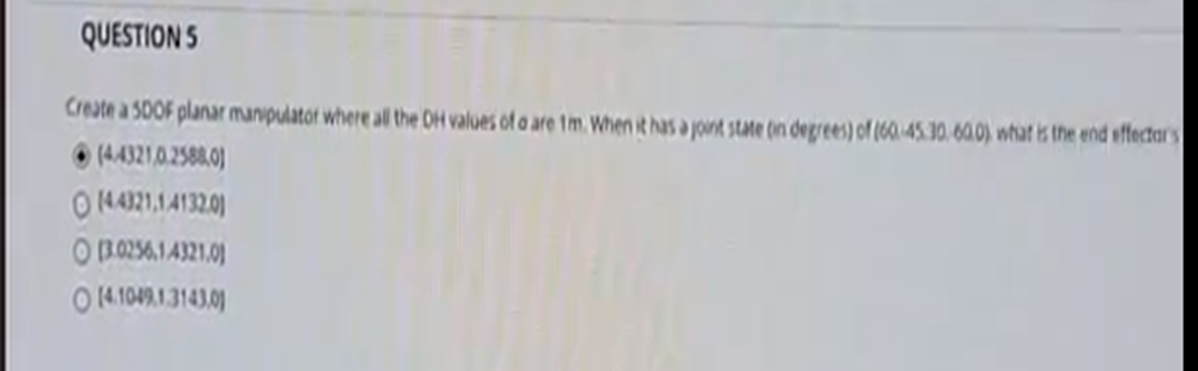 QUESTION 5
Create a 5DOF planar manipulator where all the DH values of a are 1m. When it has a joint state (in degrees) of (60,-45,30,-60,0), what is the end effector's
[4.4321,0.2588,0]
[4.4321,1.4132,0]
[3.0256,1.4321,0]
[4.1049,1.3143,0]